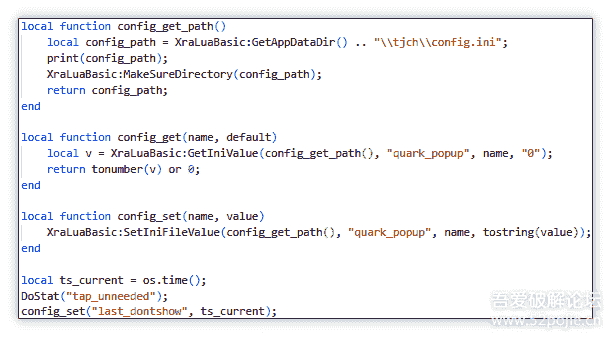 local function config_get_path()
    local config_path = XraLuaBasic:GetAppDataDir() .. "\\tjch\\config.ini";
    print(config_path);
    XraLuaBasic:MakeSureDirectory(config_path);
    return config_path;
end

local function config_get(name, default)
    local v = XraLuaBasic:GetIniValue(config_get_path(), "quark_popup", name, "0");
    return tonumber(v) or 0;
end

local function config_set(name, value)
    XraLuaBasic:SetIniFileValue(config_get_path(), "quark_popup", name, tostring(value));
end

local ts_current = os.time();
DoStat("tap_unneeded");
config_set("last_dontshow", ts_current);
吾爱破解论坛
www.52pojie.cn